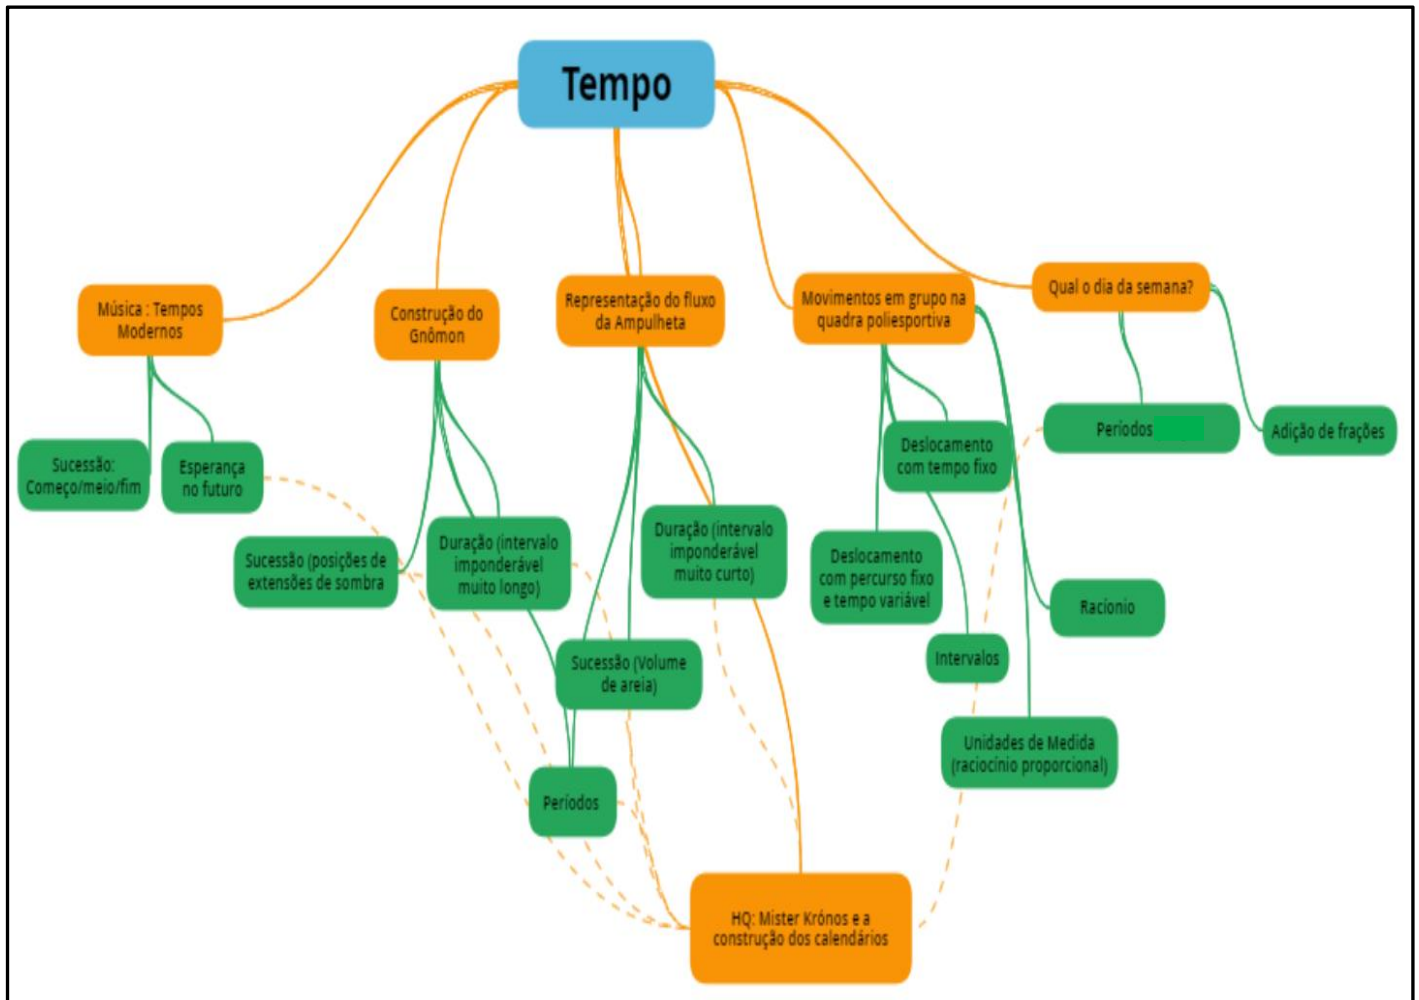 Tempo
Música : Tempos
Modernos
Construção do
Gnômon
Representação do fluxo
da Ampulheta
Movimentos em grupo na
quadra poliesportiva
Qual o dia da semana?
Sucessão:
Começo/meio/fim
Esperança
no futuro
Deslocamento
com tempo fixo
Períodos
Adição de frações
Sucessão (posições de
extensões de sombra
Duração (intervalo
imponderável
muito longo)
Duração (intervalo
imponderável
muito curto)
Deslocamento
com percurso fixo
e tempo variável
Racíonio
Intervalos
Sucessão (Volume
de areia)
Unidades de Medida
(raciocínio proporcional)
Períodos
HQ: Mister Krónos e a
construção dos calendários